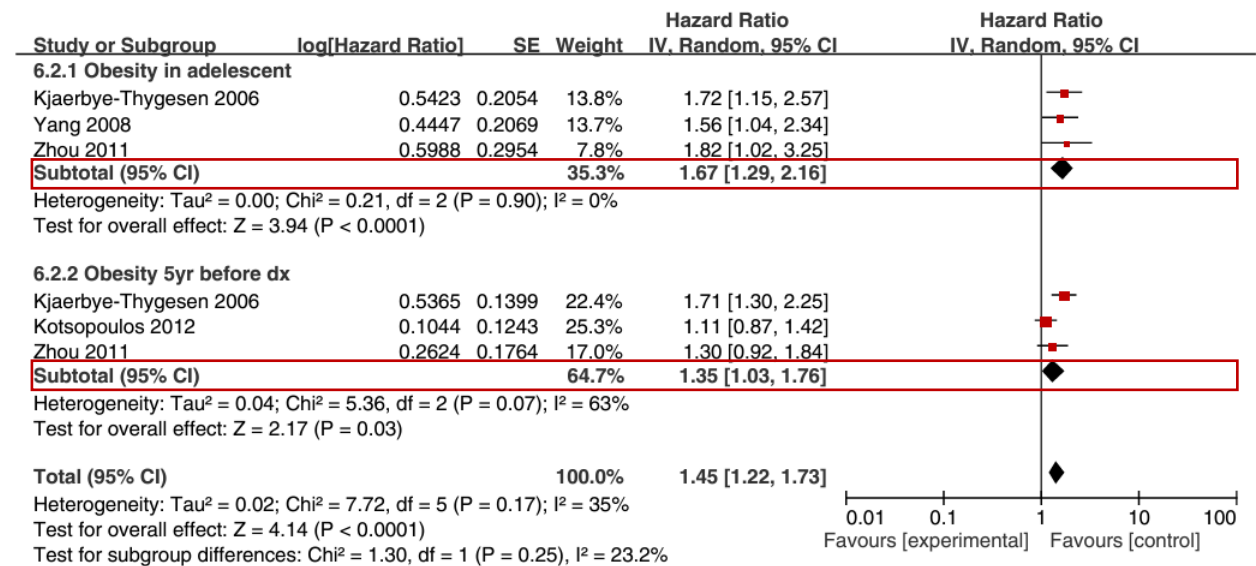 Hazard Ratio Hazard Ratio
Study or Subgroup log[Hazard Ratio] SE Weight IV, Random, 95% CI IV, Random, 95% CI
6.2.1 Obesity in adelescent
Kjaerbye-Thygesen 2006 0.5423 0.2054 13.8% 1.72 [1.15, 2.57]
Yang 2008 0.4447 0.2069 13.7% 1.56 [1.04, 2.34]
Zhou 2011 0.5988 0.2954 7.8% 1.82 [1.02, 3.25]
Subtotal (95% CI) 35.3% 1.67 [1.29, 2.16]
Heterogeneity: Tau² = 0.00; Chi² = 0.21, df = 2 (P = 0.90); I² = 0%
Test for overall effect: Z = 3.94 (P < 0.0001)
6.2.2 Obesity 5yr before dx
Kjaerbye-Thygesen 2006 0.5365 0.1399 22.4% 1.71 [1.30, 2.25]
Kotsopoulos 2012 0.1044 0.1243 25.3% 1.11 [0.87, 1.42]
Zhou 2011 0.2624 0.1764 17.0% 1.30 [0.92, 1.84]
Subtotal (95% CI) 64.7% 1.35 [1.03, 1.76]
Heterogeneity: Tau² = 0.04; Chi² = 5.36, df = 2 (P = 0.07); I² = 63%
Test for overall effect: Z = 2.17 (P = 0.03)
Total (95% CI) 100.0% 1.45 [1.22, 1.73]
Heterogeneity: Tau² = 0.02; Chi² = 7.72, df = 5 (P = 0.17); I² = 35%
Test for overall effect: Z = 4.14 (P < 0.0001)
Test for subgroup differences: Chi² = 1.30, df = 1 (P = 0.25), I² = 23.2%
0.01 0.1 1 10 100
Favours [experimental] Favours [control]